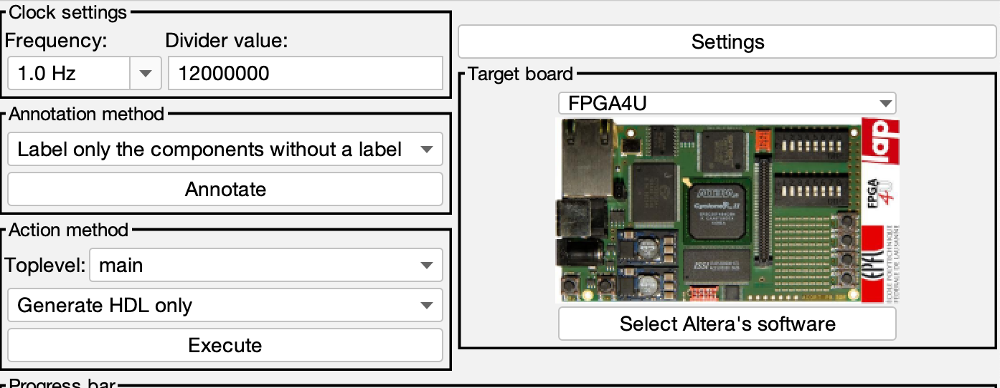 Clock settings
Frequency:
Divider value:
1.0 Hz
12000000
Annotation method
Label only the components without a label
Annotate
Action method
Toplevel:
main
Generate HDL only
Execute
Progress bar
Settings
Target board
FPGA4U
lap
FPGA
4U
ALTERA
Cyclone II
ISSI
EPFL
ECOLE POLYTECHNIQUE
FEDERALE DE LAUSANNE
Select Altera's software